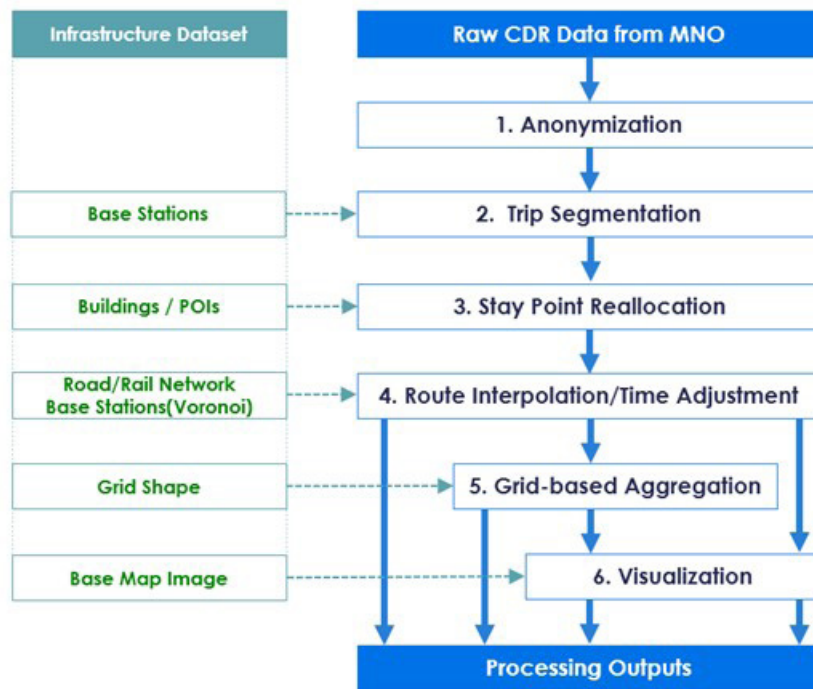 Infrastructure Dataset
Raw CDR Data from MNO
1. Anonymization
Base Stations
2. Trip Segmentation
Buildings / POIs
3. Stay Point Reallocation
Road/Rail Network
Base Stations(Voronoi)
4. Route Interpolation/Time Adjustment
Grid Shape
5. Grid-based Aggregation
Base Map Image
6. Visualization
Processing Outputs